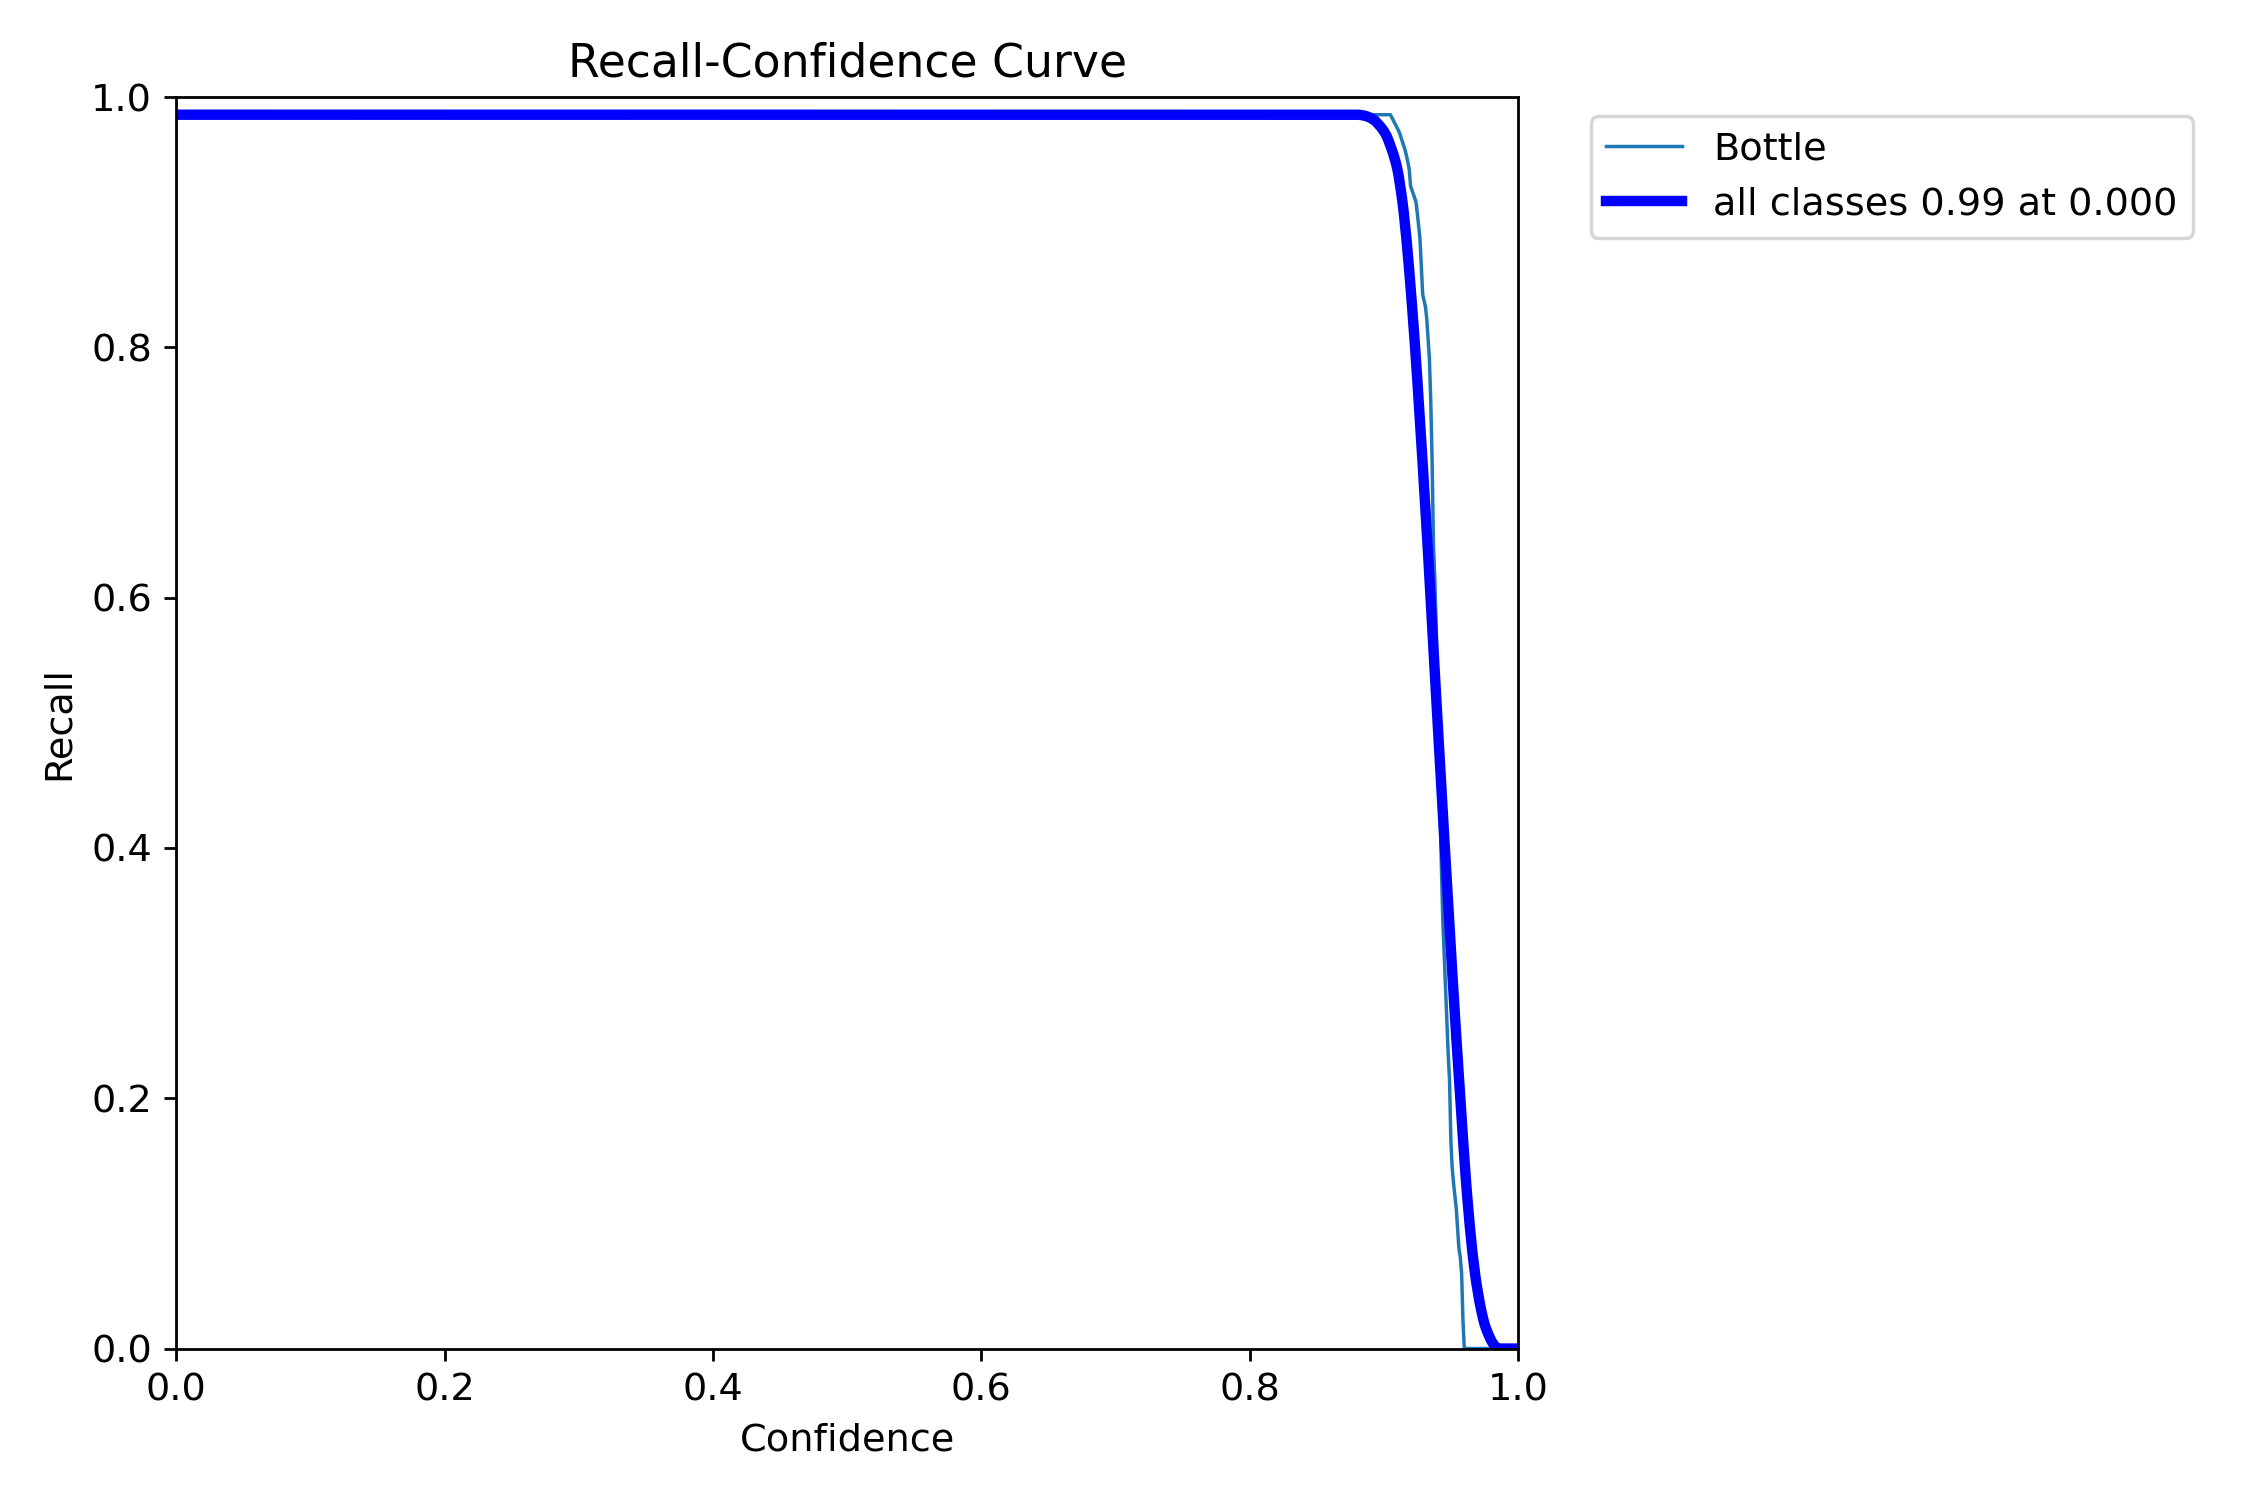 Recall-Confidence Curve
1.0
0.8
0.6
0.4
0.2
0.0
Recall
0.0 0.2 0.4 0.6 0.8 1.0
Confidence
Bottle
all classes 0.99 at 0.000